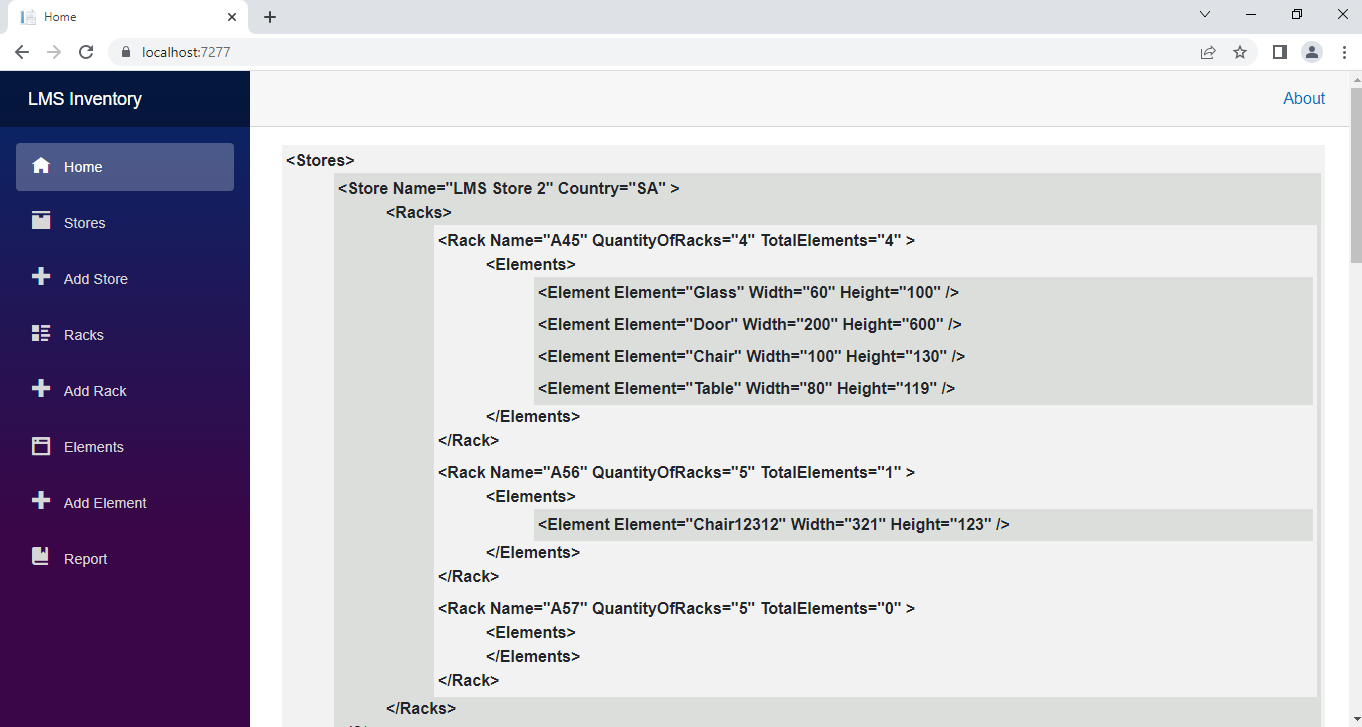 Home
localhost:7277
LMS Inventory
About
Home
Stores
Add Store
Racks
Add Rack
Elements
Add Element
Report
<Stores>
<Store Name="LMS Store 2" Country="SA" >
<Racks>
<Rack Name="A45" QuantityOfRacks="4" TotalElements="4" >
<Elements>
<Element Element="Glass" Width="60" Height="100" />
<Element Element="Door" Width="200" Height="600" />
<Element Element="Chair" Width="100" Height="130" />
<Element Element="Table" Width="80" Height="119" />
</Elements>
</Rack>
<Rack Name="A56" QuantityOfRacks="5" TotalElements="1" >
<Elements>
<Element Element="Chair12312" Width="321" Height="123" />
</Elements>
</Rack>
<Rack Name="A57" QuantityOfRacks="5" TotalElements="0" >
<Elements>
</Elements>
</Rack>
</Racks>